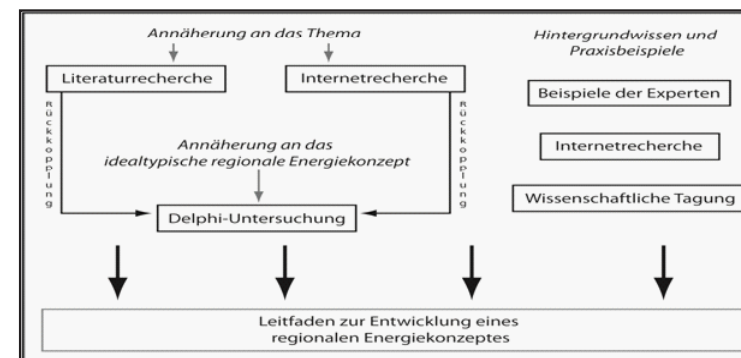 Annäherung an das Thema
Literaturrecherche
Internetrecherche
Rückkopplung
Rückkopplung
Annäherung an das
idealtypische regionale Energiekonzept
Delphi-Untersuchung
Hintergrundwissen und
Praxisbeispiele
Beispiele der Experten
Internetrecherche
Wissenschaftliche Tagung
Leitfaden zur Entwicklung eines
regionalen Energiekonzeptes